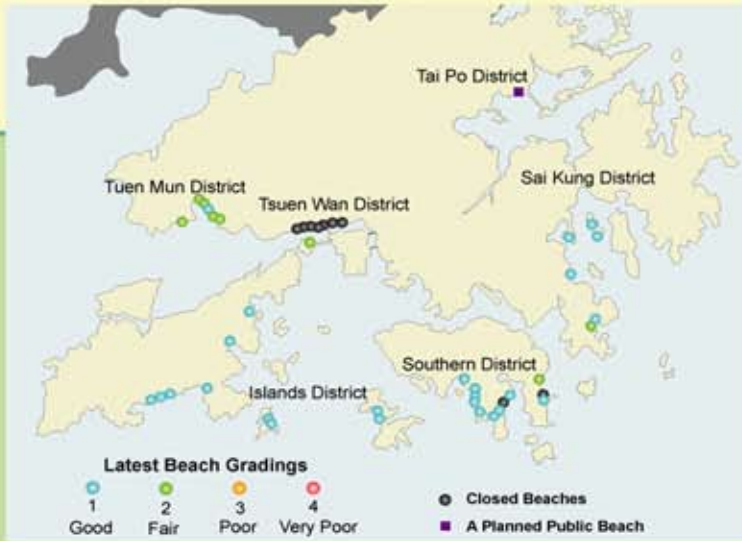 Tai Po District
Sai Kung District
Tuen Mun District
Tsuen Wan District
Southern District
Islands District
Latest Beach Gradings
1
2
3
4
Good
Fair
Poor
Very Poor
Closed Beaches
A Planned Public Beach